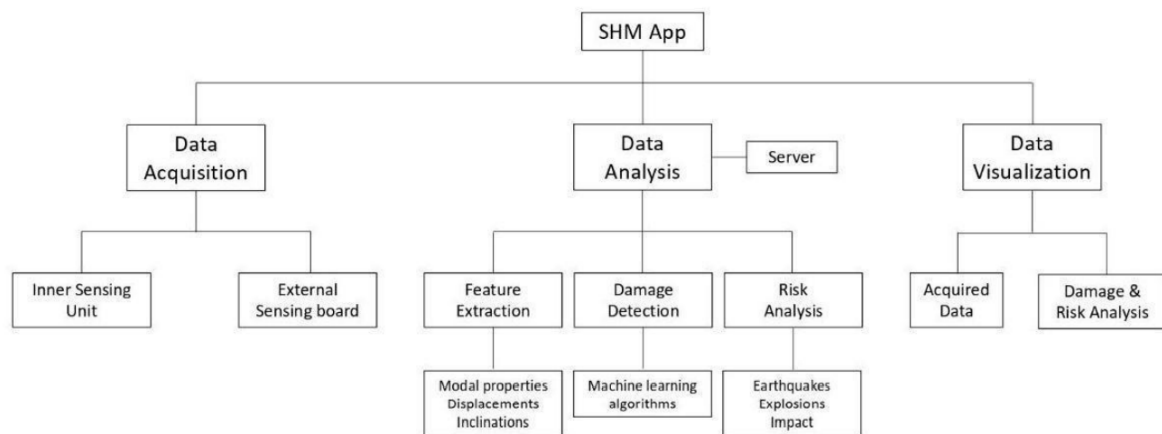 SHM App
Data
Acquisition
Data
Analysis
Server
Data
Visualization
Inner Sensing
Unit
External
Sensing board
Feature
Extraction
Damage
Detection
Risk
Analysis
Acquired
Data
Damage &
Risk Analysis
Modal properties
Displacements
Inclinations
Machine learning
algorithms
Earthquakes
Explosions
Impact